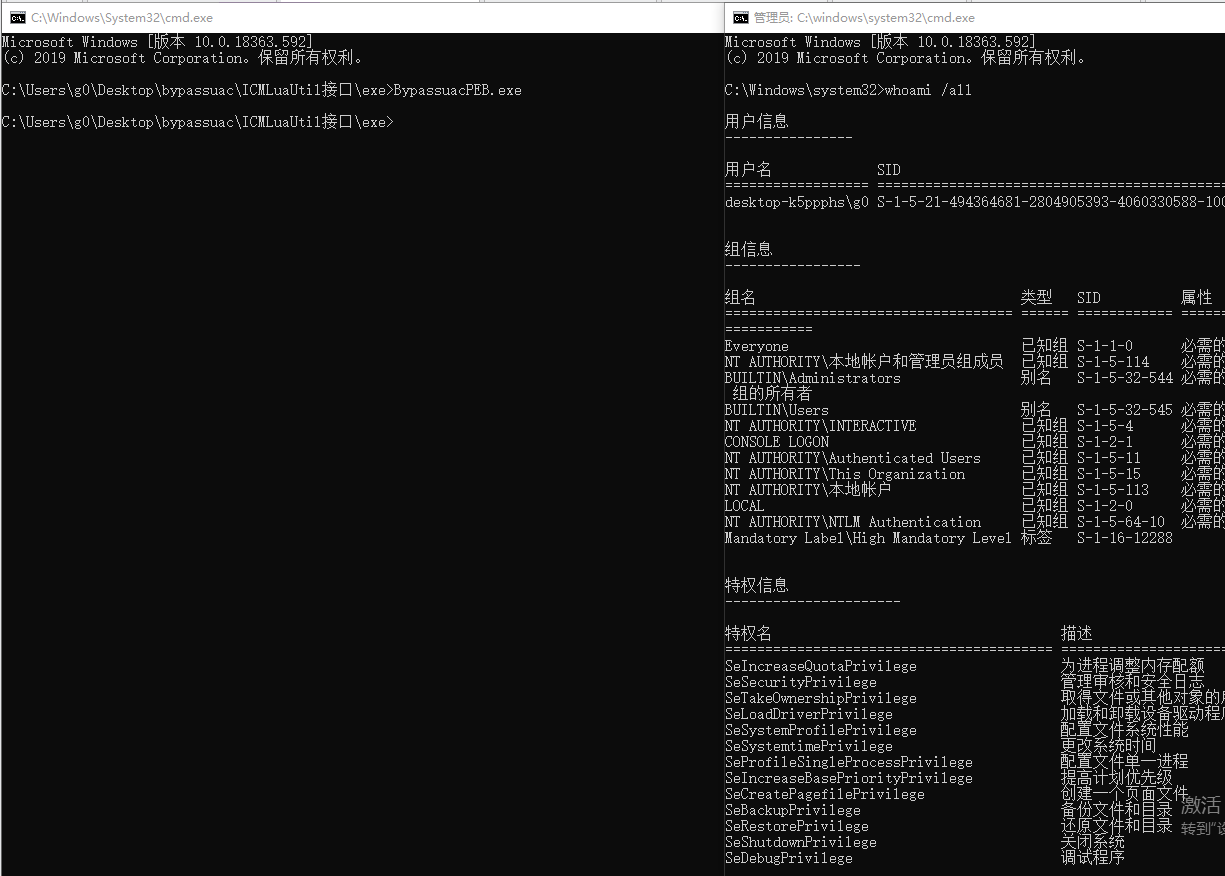 C:\Windows\System32\cmd.exe
Microsoft Windows [版本 10.0.18363.592]
(c) 2019 Microsoft Corporation。保留所有权利。
C:\Users\g0\Desktop\bypassuac\ICMLuaUtil接口\exe>BypassuacPEB.exe
C:\Users\g0\Desktop\bypassuac\ICMLuaUtil接口\exe>
管理员: C:\windows\system32\cmd.exe
Microsoft Windows [版本 10.0.18363.592]
(c) 2019 Microsoft Corporation。保留所有权利。
C:\Windows\system32>whoami /all
用户信息
----------------
用户名 SID
================== ===========================================
desktop-k5ppphs\g0 S-1-5-21-494364681-2804905393-4060330588-100
组信息
-----------------
组名 类型 SID 属性
==================================== ====== ============ ======
===========
Everyone 已知组 S-1-1-0 必需的
NT AUTHORITY\本地帐户和管理员组成员 已知组 S-1-5-114 必需的
BUILTIN\Administrators 别名 S-1-5-32-544 必需的
组的所有者
BUILTIN\Users 别名 S-1-5-32-545 必需的
NT AUTHORITY\INTERACTIVE 已知组 S-1-5-4 必需的
CONSOLE LOGON 已知组 S-1-2-1 必需的
NT AUTHORITY\Authenticated Users 已知组 S-1-5-11 必需的
NT AUTHORITY\This Organization 已知组 S-1-5-15 必需的
NT AUTHORITY\本地帐户 已知组 S-1-5-113 必需的
LOCAL 已知组 S-1-2-0 必需的
NT AUTHORITY\NTLM Authentication 已知组 S-1-5-64-10 必需的
Mandatory Label\High Mandatory Level 标签 S-1-16-12288
特权信息
----------------------
特权名 描述
========================================= =====================
SeIncreaseQuotaPrivilege 为进程调整内存配额
SeSecurityPrivilege 管理审核和安全日志
SeTakeOwnershipPrivilege 取得文件或其他对象的
SeLoadDriverPrivilege 加载和卸载设备驱动程
SeSystemProfilePrivilege 配置文件系统性能
SeSystemtimePrivilege 更改系统时间
SeProfileSingleProcessPrivilege 配置文件单一进程
SeIncreaseBasePriorityPrivilege 提高计划优先级
SeCreatePagefilePrivilege 创建一个页面文件
SeBackupPrivilege 备份文件和目录
SeRestorePrivilege 还原文件和目录
SeShutdownPrivilege 关闭系统
SeDebugPrivilege 调试程序
激活
转到"设